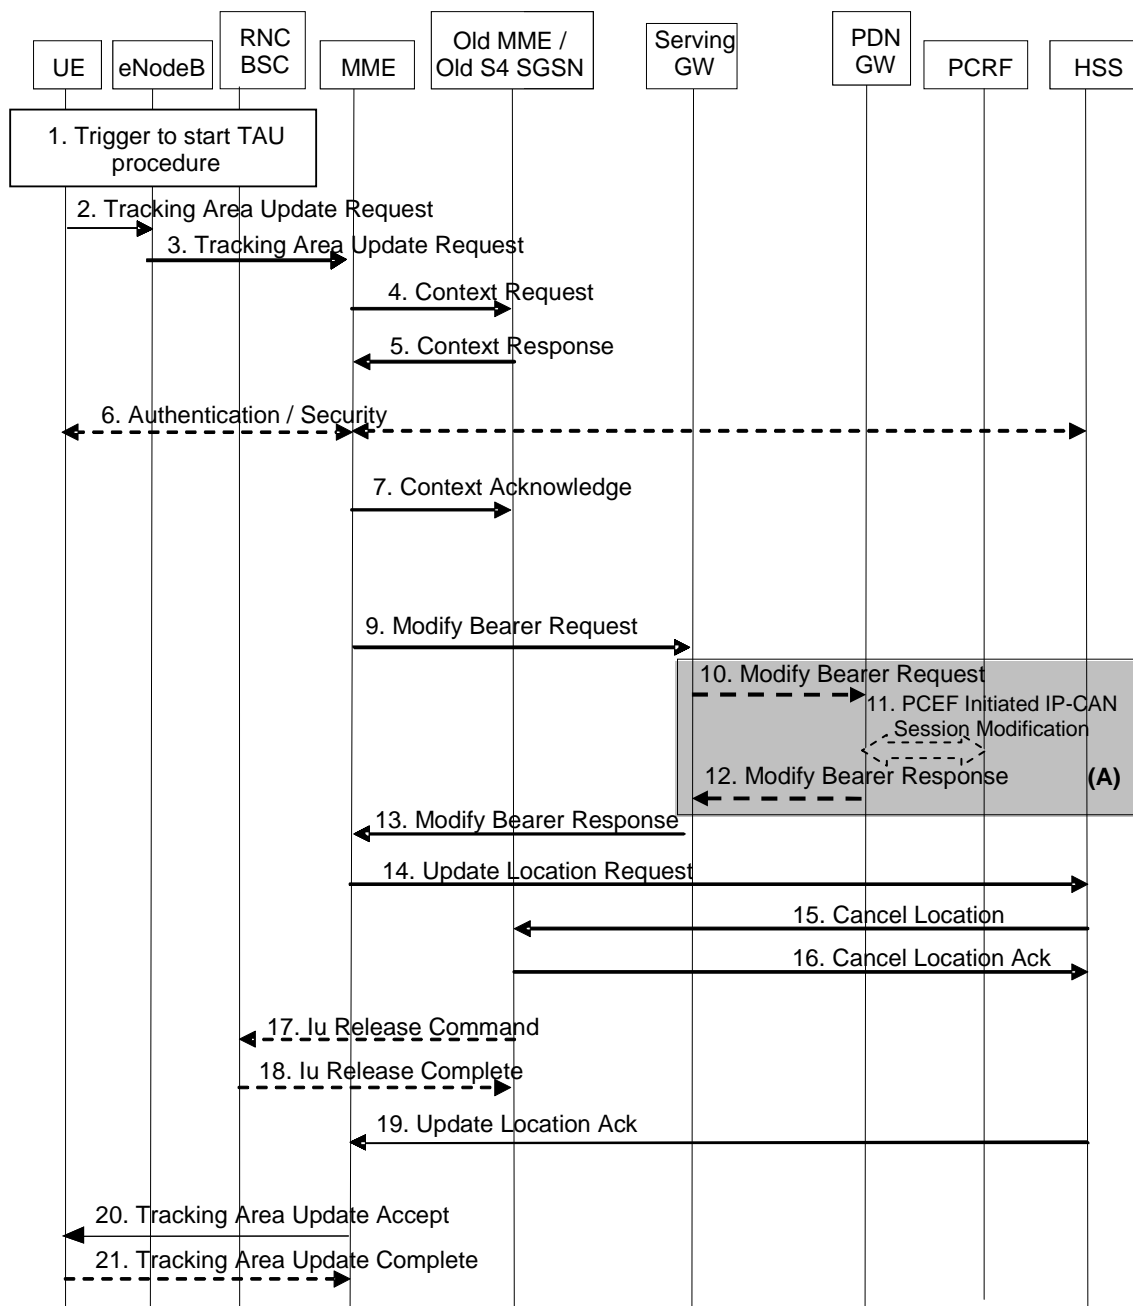 UE
eNodeB
RNC
BSC
MME
Old MME /
Old S4 SGSN
Serving
GW
PDN
GW
PCRF
HSS
1. Trigger to start TAU
procedure
2. Tracking Area Update Request
3. Tracking Area Update Request
4. Context Request
5. Context Response
6. Authentication / Security
7. Context Acknowledge
9. Modify Bearer Request
10. Modify Bearer Request
11. PCEF Initiated IP-CAN
Session Modification
12. Modify Bearer Response
(A)
13. Modify Bearer Response
14. Update Location Request
15. Cancel Location
16. Cancel Location Ack
17. Iu Release Command
18. Iu Release Complete
19. Update Location Ack
20. Tracking Area Update Accept
21. Tracking Area Update Complete